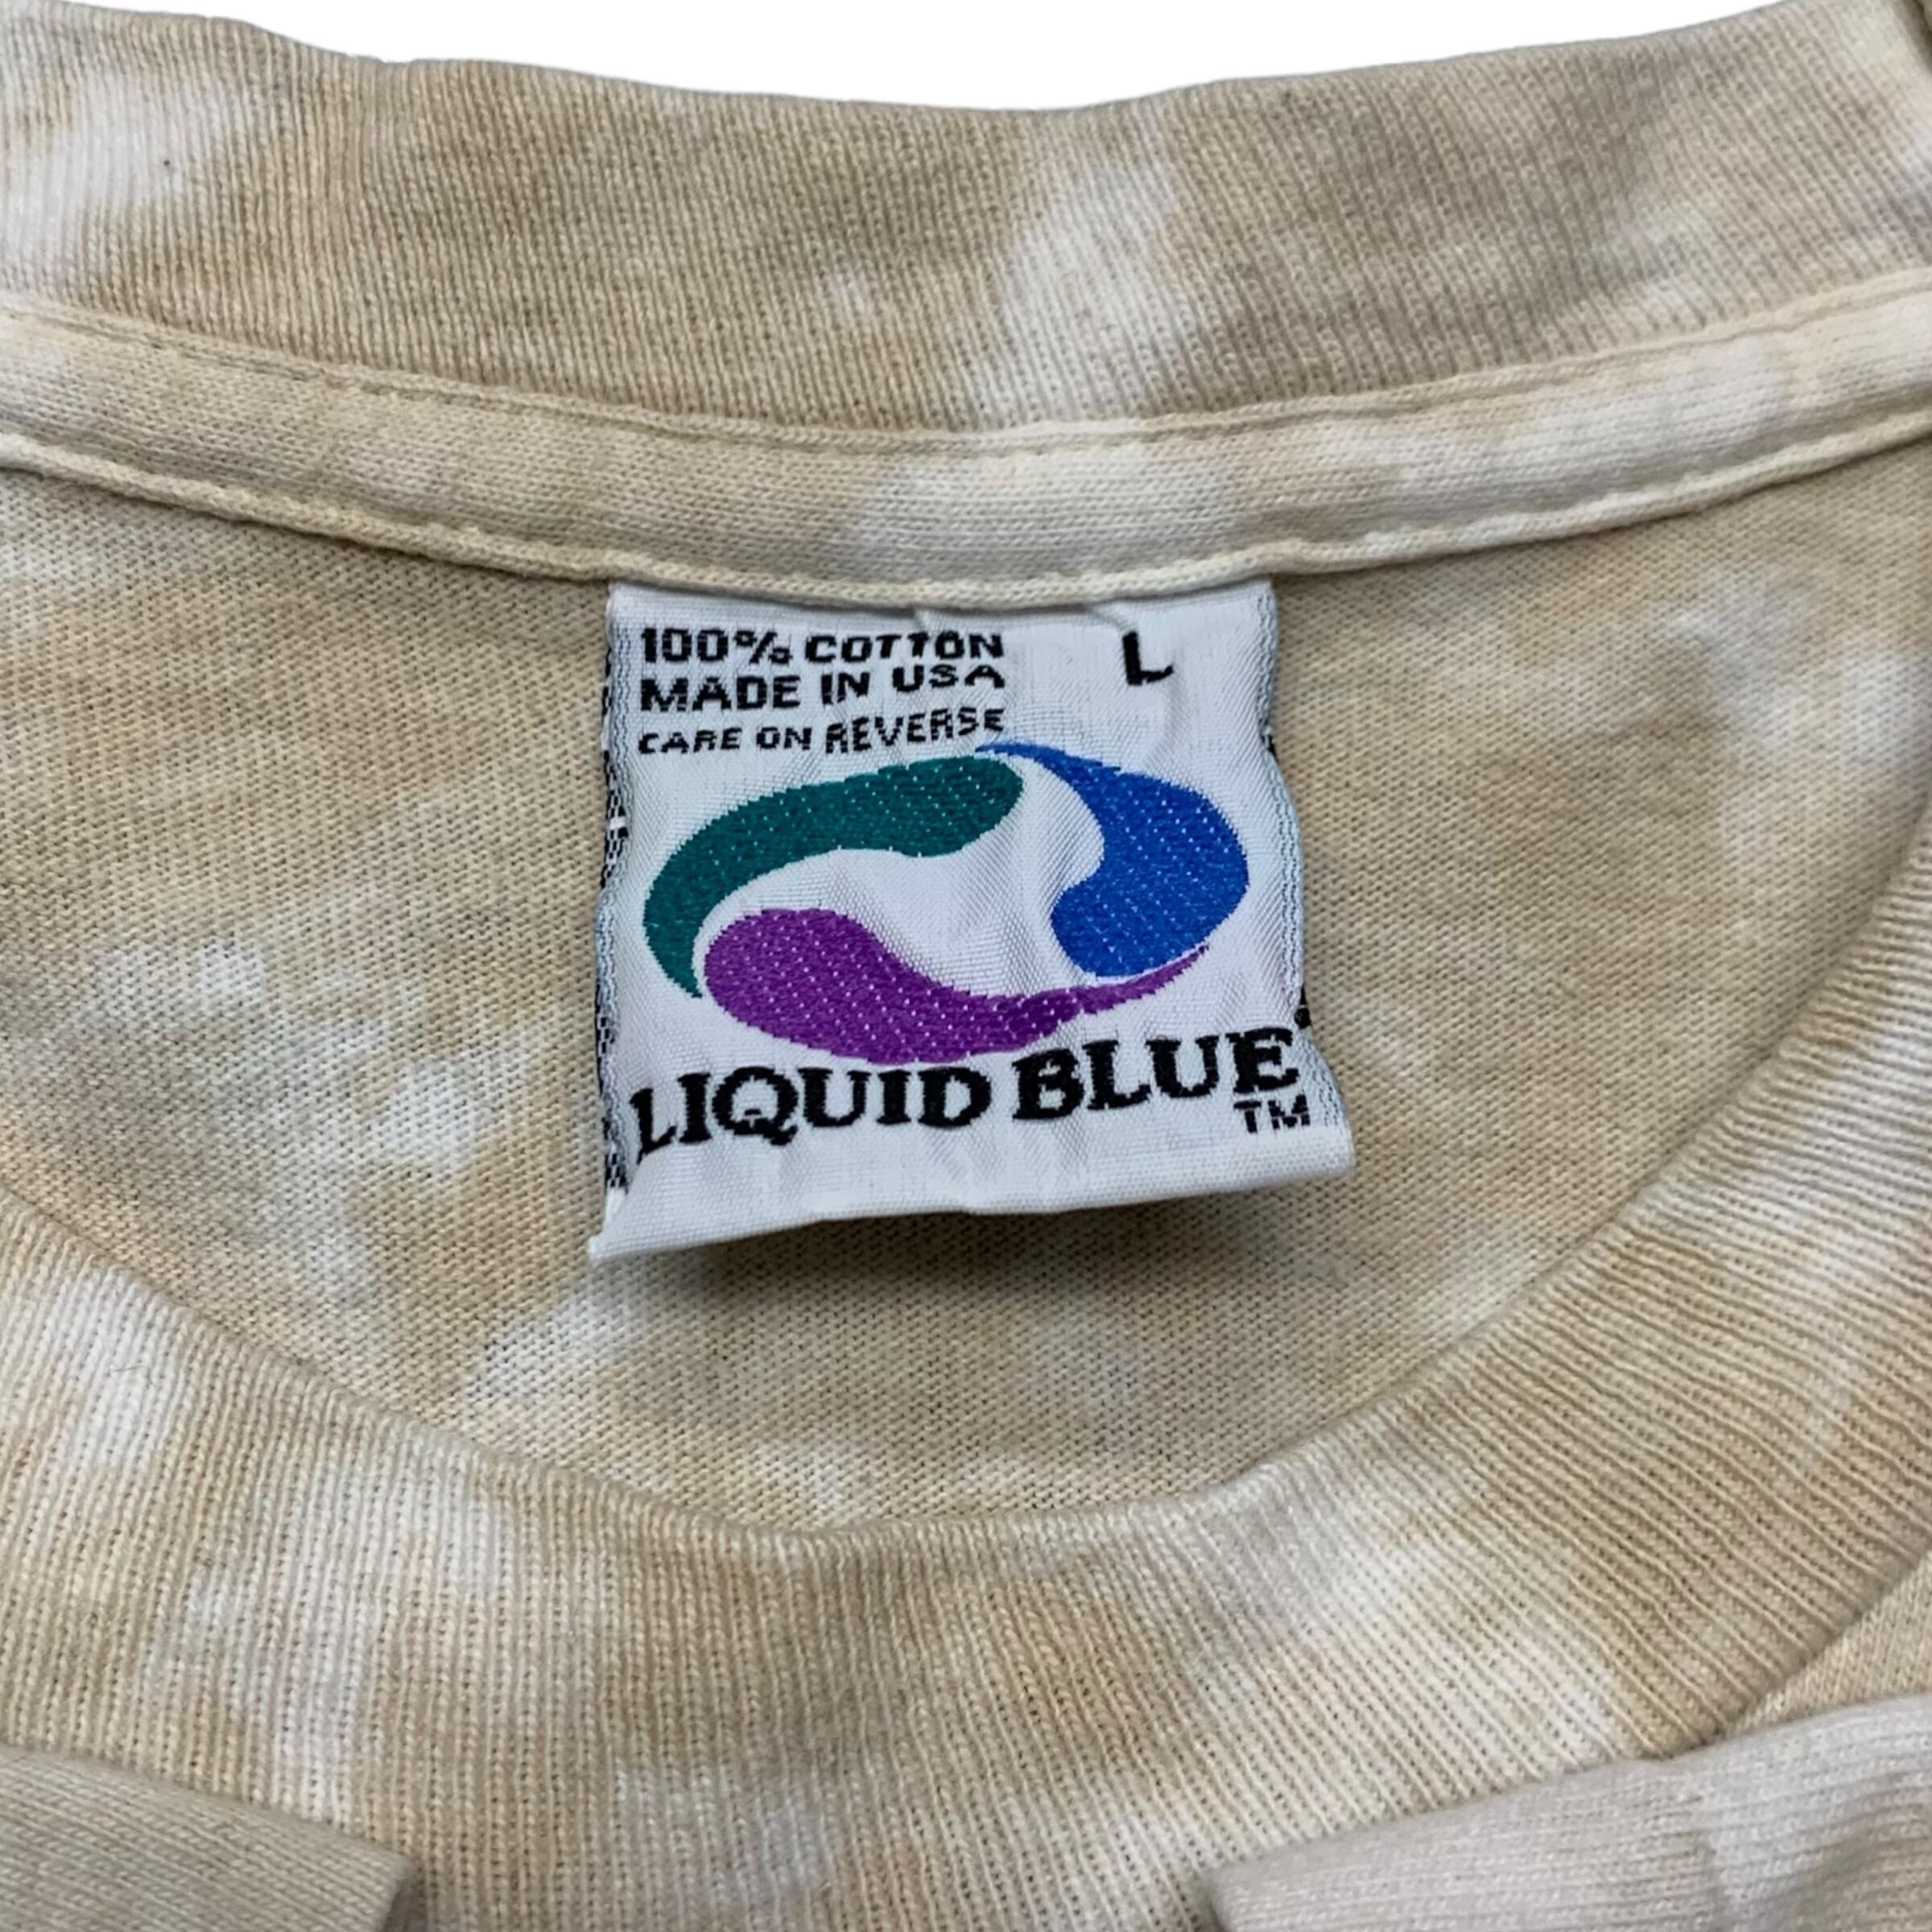 100% COTTON L
MADE IN USA
CARE ON REVERSE
LIQUID BLUE
TM